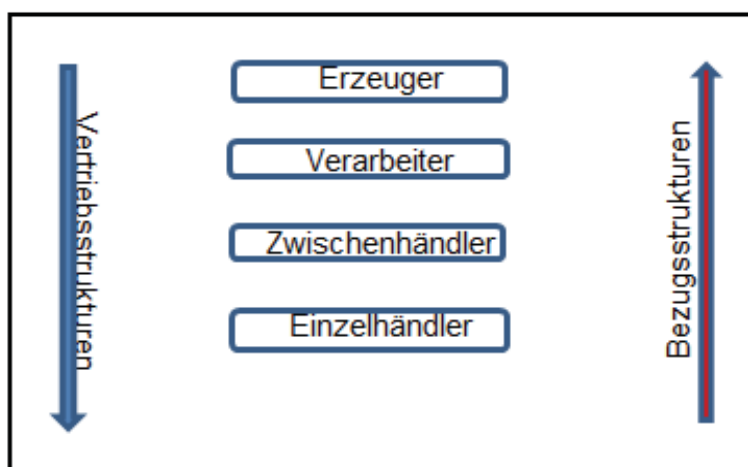 Erzeuger
Verarbeiter
Zwischenhändler
Einzelhändler
Vertriebsstrukturen
Bezugsstrukturen